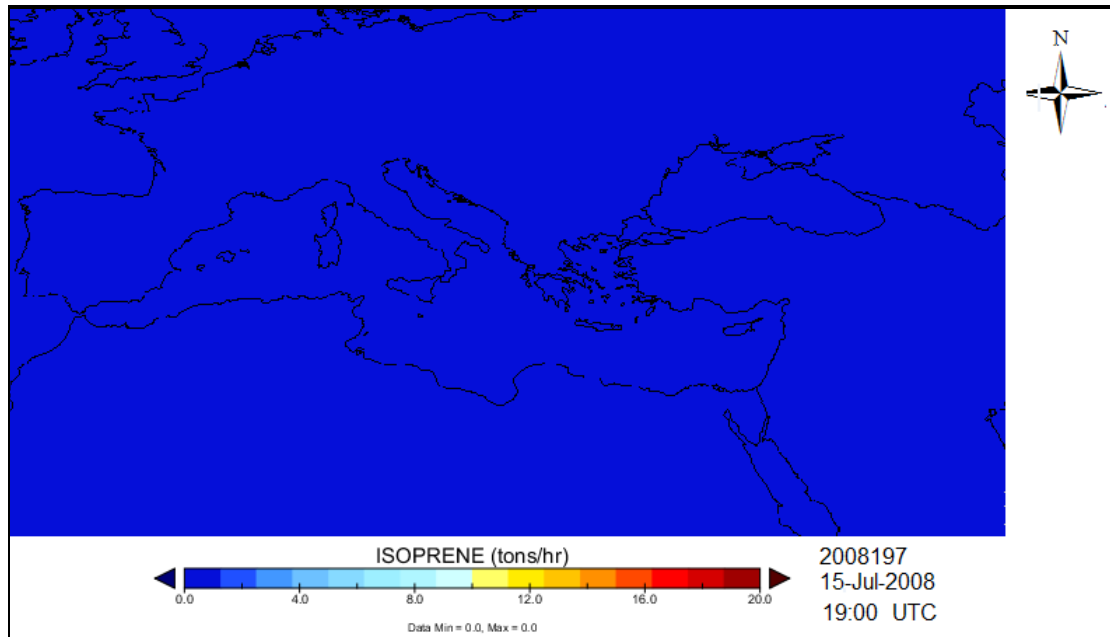 N
ISOPRENE (tons/hr)
0.0 4.0 8.0 12.0 16.0 20.0
Data Min = 0.0, Max = 0.0
2008197
15-Jul-2008
19:00 UTC